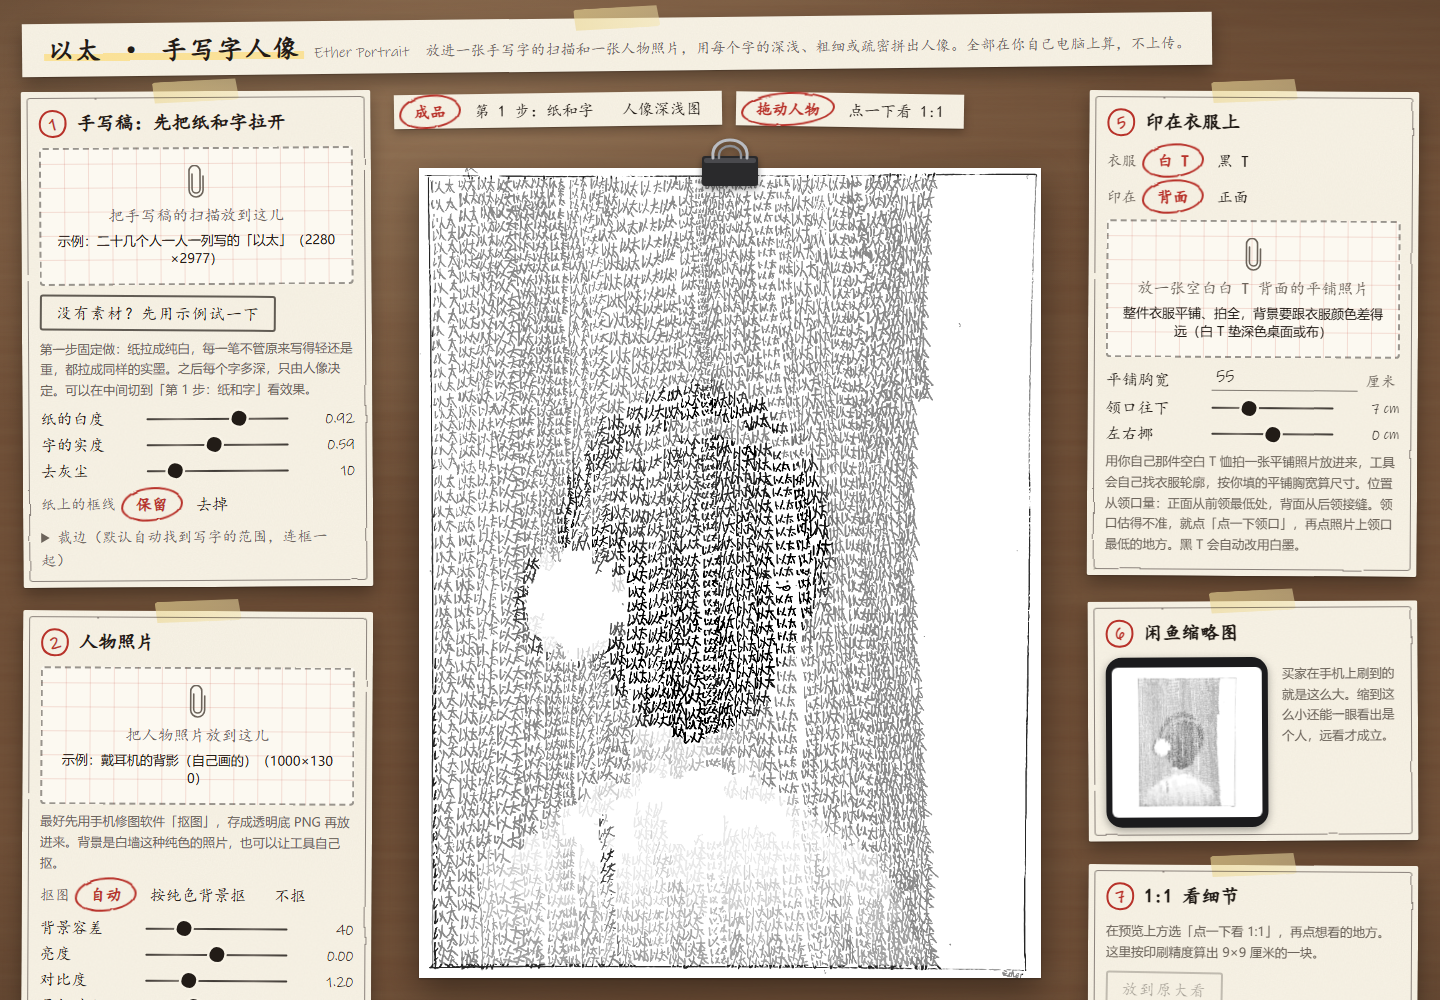 以太 · 手写字人像 Ether Portrait 放进一张手写字的扫描和一张人物照片，用每个字的深浅、粗细或疏密拼出人像。全部在你自己电脑上算，不上传。
1 手写稿：先把纸和字拉开
把手写稿的扫描放到这儿
示例：二十几个人一人一列写的「以太」（2280
×2977)
没有素材？先用示例试一下
第一步固定做：纸拉成纯白，每一笔不管原来写得轻还是
重，都拉成同样的实墨。之后每个字多深，只由人像决
定。可以在中间切到「第 1 步：纸和字」看效果。
纸的白度 0.92
字的实度 0.59
去灰尘 10
纸上的框线 保留 去掉
▶ 裁边（默认自动找到写字的范围，连框一
起）
2 人物照片
把人物照片放到这儿
示例：戴耳机的背影（自己画的）（1000×130
0)
最好先用手机修图软件「抠图」，存成透明底 PNG 再放
进来。背景是白墙这种纯色的照片，也可以让工具自己
抠。
抠图 自动 按纯色背景抠 不抠
背景容差 40
亮度 0.00
对比度 1.20
成品 第 1 步：纸和字 人像深浅图
拖动人物 点一下看 1:1
Ether
5 印在衣服上
衣服 白 T 黑 T
印在 背面 正面
放一张空白白 T 背面的平铺照片
整件衣服平铺、拍全，背景要跟衣服颜色差得
远（白 T 垫深色桌面或布）
平铺胸宽 55 厘米
领口往下 7 cm
左右挪 0 cm
用你自己那件空白 T 恤拍一张平铺照片放进来，工具
会自己找衣服轮廓，按你填的平铺胸宽算尺寸。位置
从领口量：正面从前领最低处，背面从后领接缝。领
口估得不准，就点「点一下领口」，再点照片上领口
最低的地方。黑 T 会自动改用白墨。
6 闲鱼缩略图
买家在手机上刷到的
就是这么大。缩到这
么小还能一眼看出是
个人，远看才成立。
7 1:1 看细节
在预览上方选「点一下看 1:1」，再点想看的地方。
这里按印刷精度算出 9×9 厘米的一块。
放到原大看